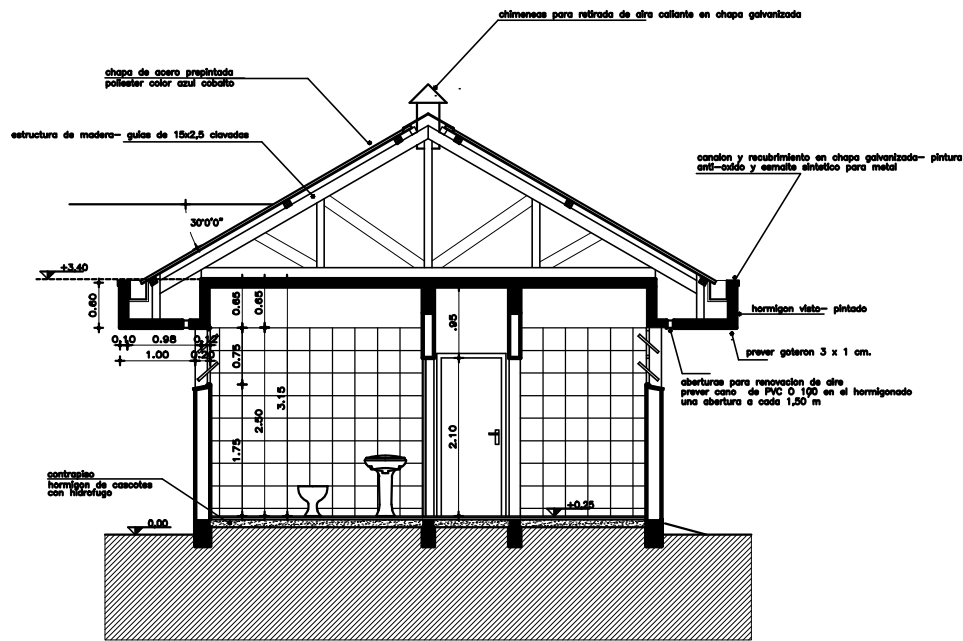 chimeneas para retirada de aira caliante en chapa galvanizada
chapa de acero prepintada
poliester color azul cobalto
estructura de madera- guias de 15x2,5 clavadas
canalon y recubrimiento en chapa galvanizada- pintura
anti-oxido y esmalte sintetico para metal
30°0'0"
+3.40
0.60
0.65
0.65
.95
hormigon visto- pintado
0.10
0.98
0.12
1.00
0.20
0.75
prever goteron 3 x 1 cm.
aberturas para renovacion de aire
prever cano de PVC O 100 en el hormigonado
una abertura a cada 1,50 m
3.15
2.50
1.75
2.10
contrapiso
hormigon de cascotes
con hidrofugo
+0.25
0.00